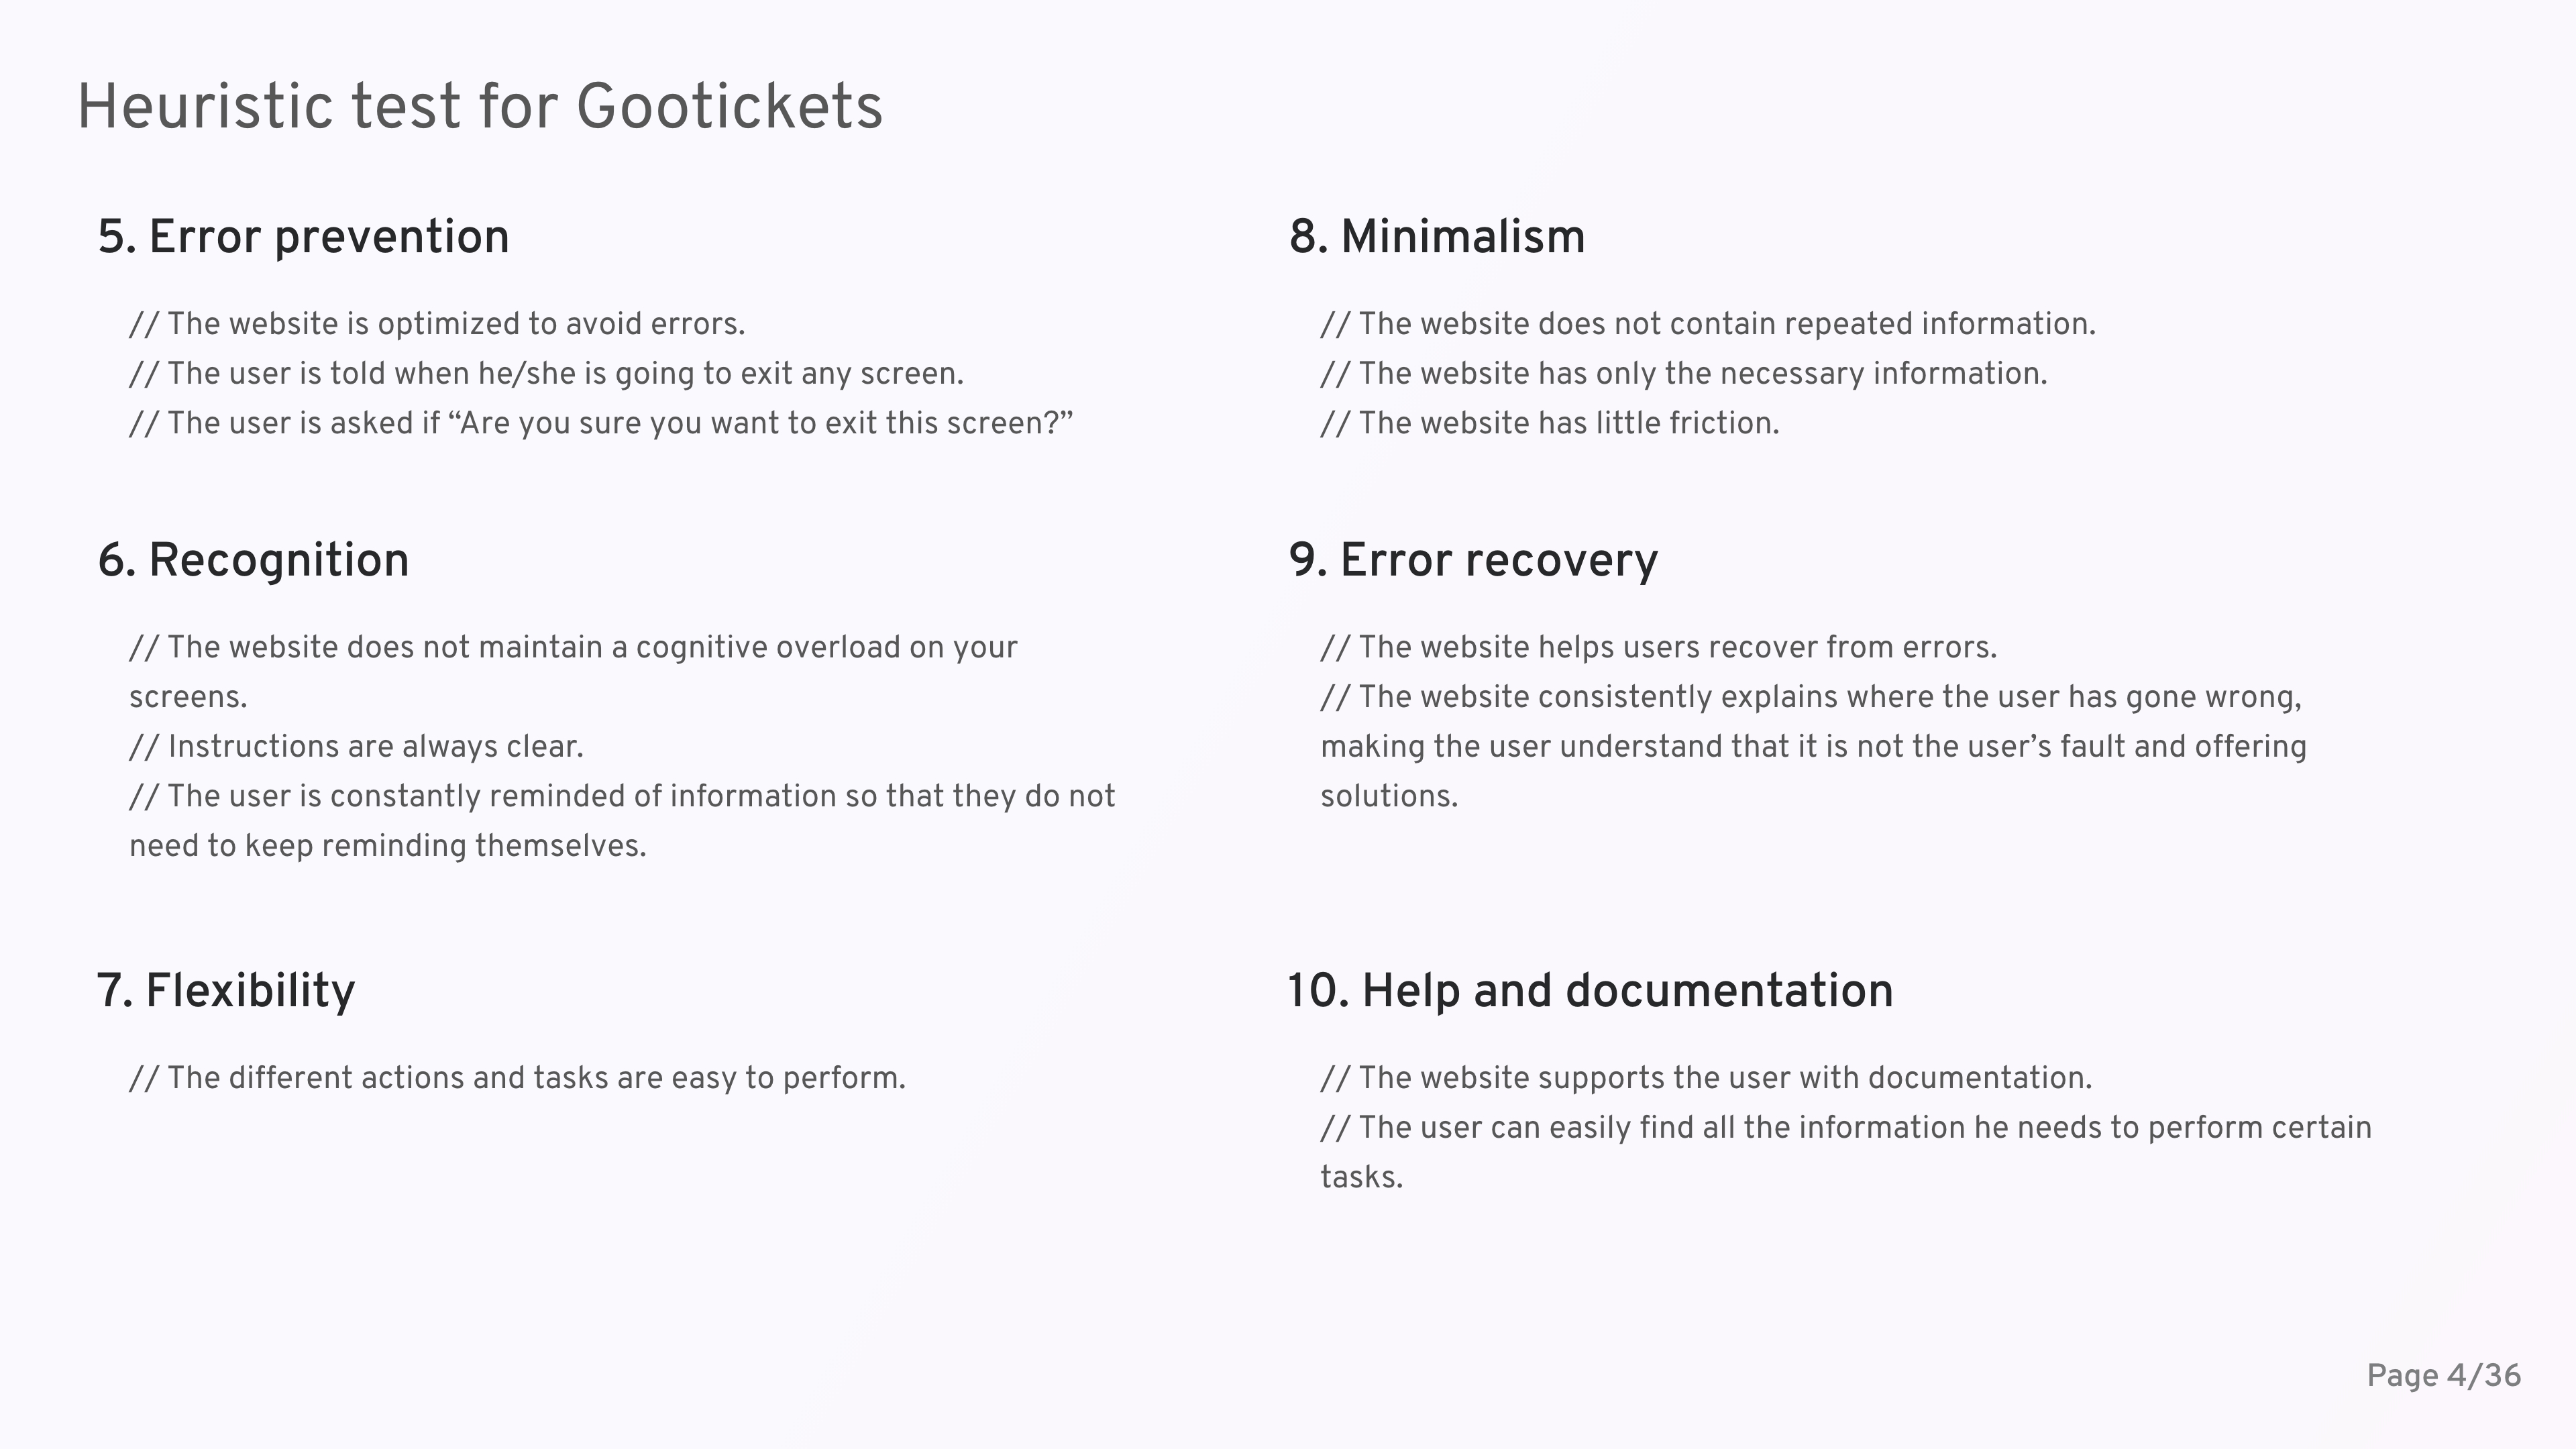 Heuristic test for Gootickets
5. Error prevention
// The website is optimized to avoid errors.
// The user is told when he/she is going to exit any screen.
// The user is asked if “Are you sure you want to exit this screen?”
6. Recognition
// The website does not maintain a cognitive overload on your
screens.
// Instructions are always clear.
// The user is constantly reminded of information so that they do not
need to keep reminding themselves.
7. Flexibility
// The different actions and tasks are easy to perform.
8. Minimalism
// The website does not contain repeated information.
// The website has only the necessary information.
// The website has little friction.
9. Error recovery
// The website helps users recover from errors.
// The website consistently explains where the user has gone wrong,
making the user understand that it is not the user’s fault and offering
solutions.
10. Help and documentation
// The website supports the user with documentation.
// The user can easily find all the information he needs to perform certain
tasks.
Page 4/36